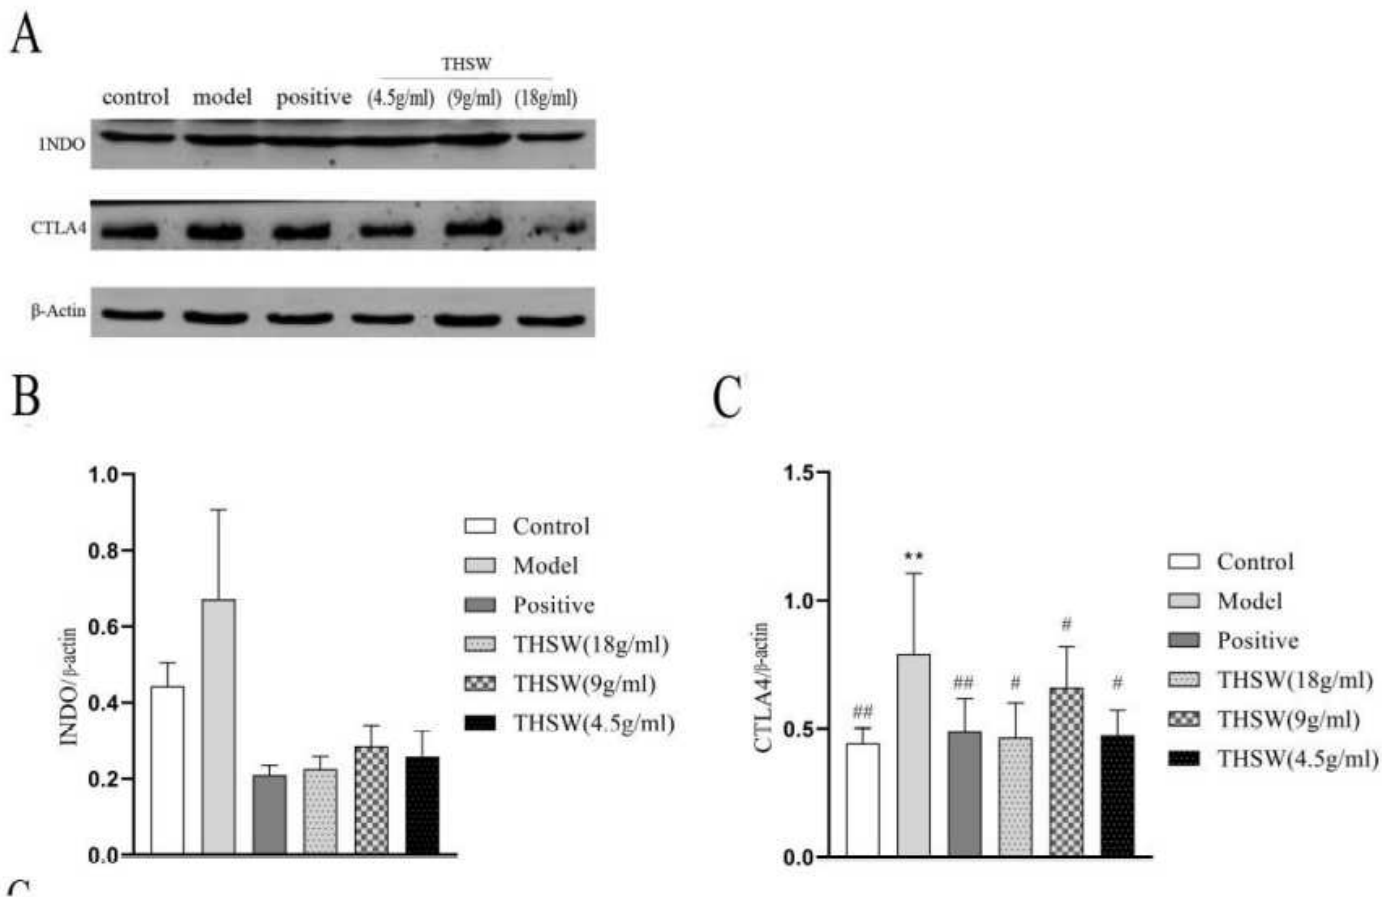 A
THSW
control model positive (4.5g/ml) (9g/ml) (18g/ml)
1NDO
CTLA4
β-Actin
B
C
1.0
0.8
0.6
0.4
0.2
0.0
INDO/β-actin
Control
Model
Positive
THSW(18g/ml)
THSW(9g/ml)
THSW(4.5g/ml)
1.5
1.0
0.5
0.0
CTLA4/β-actin
##
**
##
#
#
#
Control
Model
Positive
THSW(18g/ml)
THSW(9g/ml)
THSW(4.5g/ml)